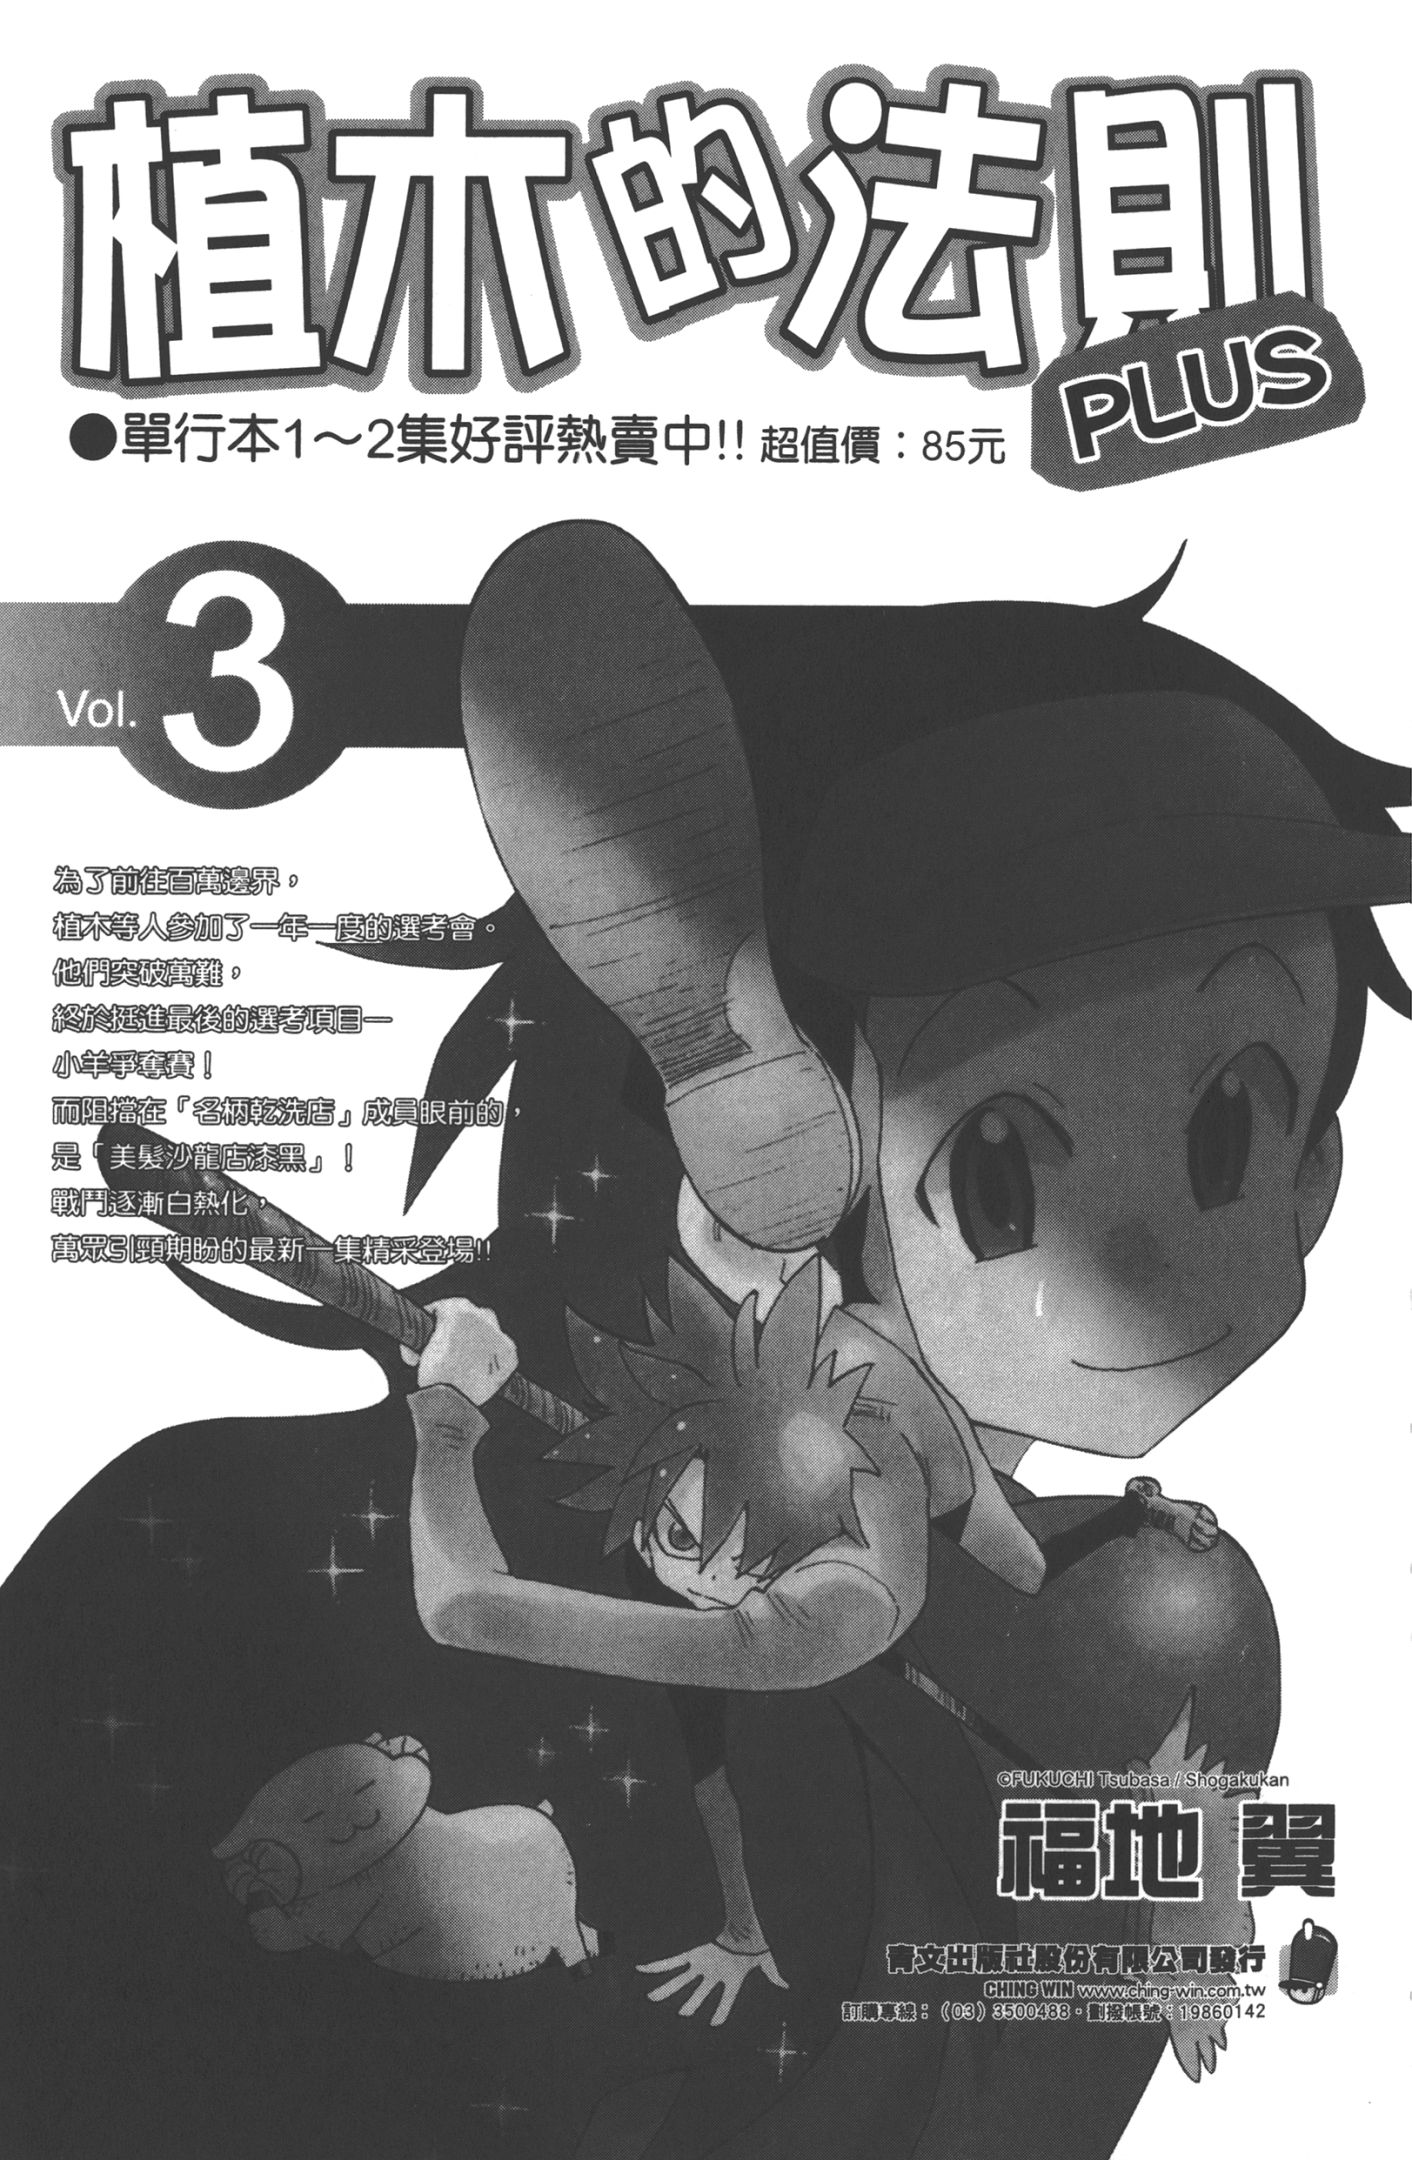 植木的法則
PLUS
●單行本1～2集好評熱賣中!! 超值價：85元
Vol. 3
為了前往百萬邊界，
植木等人參加了一年一度的選考會。
他們突破萬難，
終於挺進最後的選考項目—
小羊爭奪賽！
而阻擋在「名柄乾洗店」成員眼前的，
是「美髮沙龍店漆黑」！
戰鬥逐漸白熱化，
萬眾引頸期盼的最新一集精采登場!!
©FUKUCHI Tsubasa / Shogakukan
福地 翼
青文出版社股份有限公司發行
CHING WIN www.ching-win.com.tw
訂購專線：（03）3500488・劃撥帳號：19860142